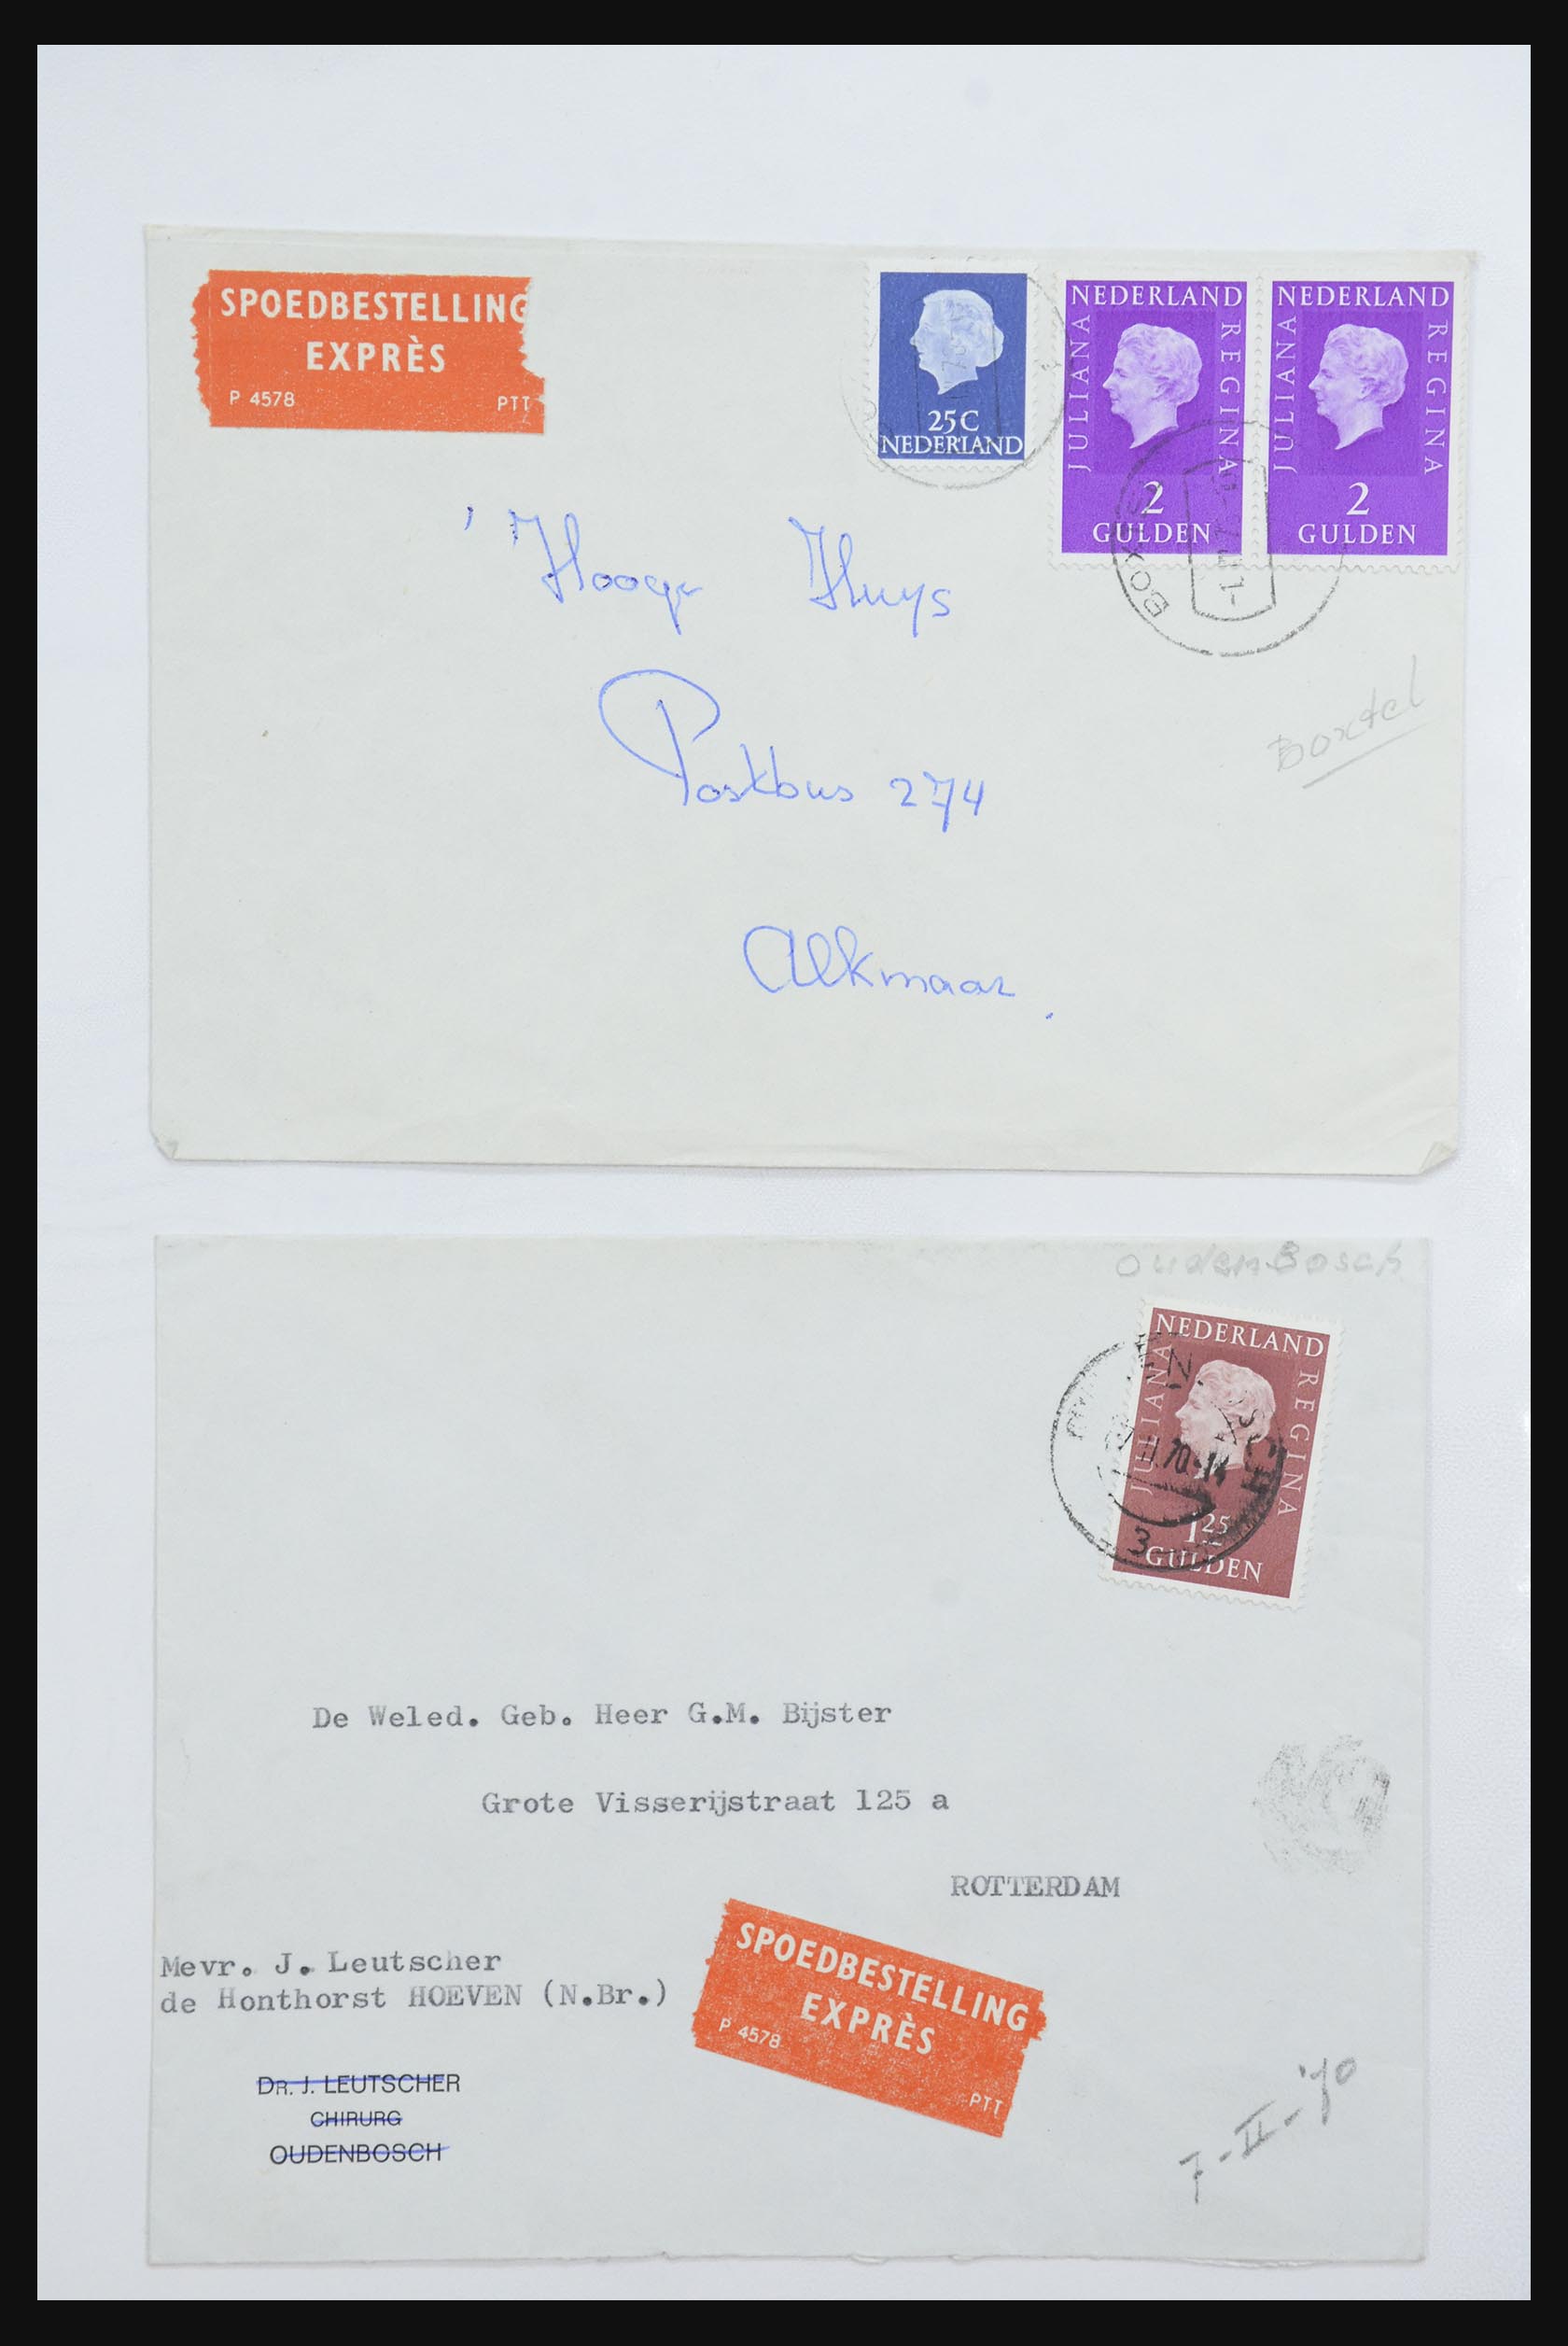 SPOEDBESTELLING
EXPRÈS
P 4578 PTT
25C
NEDERLAND
NEDERLAND
JULIANA
REGINA
2
GULDEN
NEDERLAND
JULIANA
REGINA
2
GULDEN
'Hooge Huys
Postbus 274
Alkmaar.
Boxtel
OudenBosch
NEDERLAND
JULIANA
REGINA
1 25
GULDEN
3
De Weled. Geb. Heer G.M. Bijster
Grote Visserijstraat 125 a
ROTTERDAM
Mevr. J. Leutscher
de Honthorst HOEVEN (N.Br.)
SPOEDBESTELLING
EXPRÈS
P 4578 PTT
DR. J. LEUTSCHER
CHIRURG
OUDENBOSCH
7-II-'70